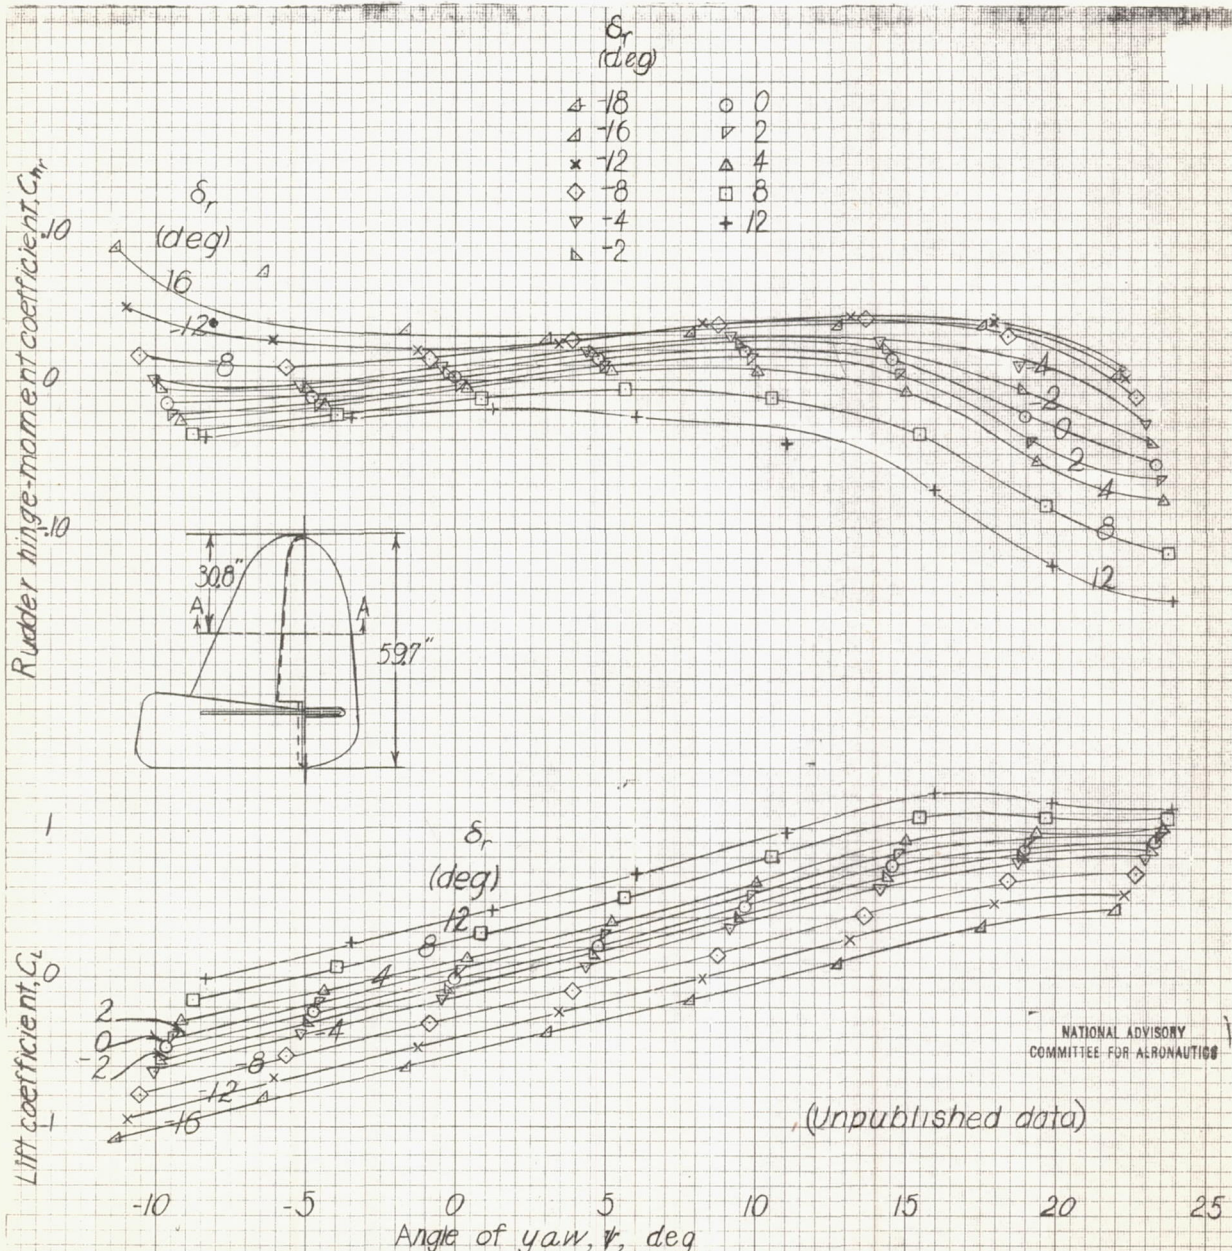 δr
(deg)
-18
-16
-12
-8
-4
-2
0
2
4
8
12
Rudder hinge-moment coefficient, Chr
.10
0
-.10
δr
(deg)
16
-12
-8
-4
-2
0
2
4
8
12
30.8"
A
A
59.7"
Lift coefficient, CL
1
0
-1
δr
(deg)
12
8
4
2
0
-2
-4
-8
-12
-16
NATIONAL ADVISORY
COMMITTEE FOR AERONAUTICS
(Unpublished data)
-10 -5 0 5 10 15 20 25
Angle of yaw, ψ, deg